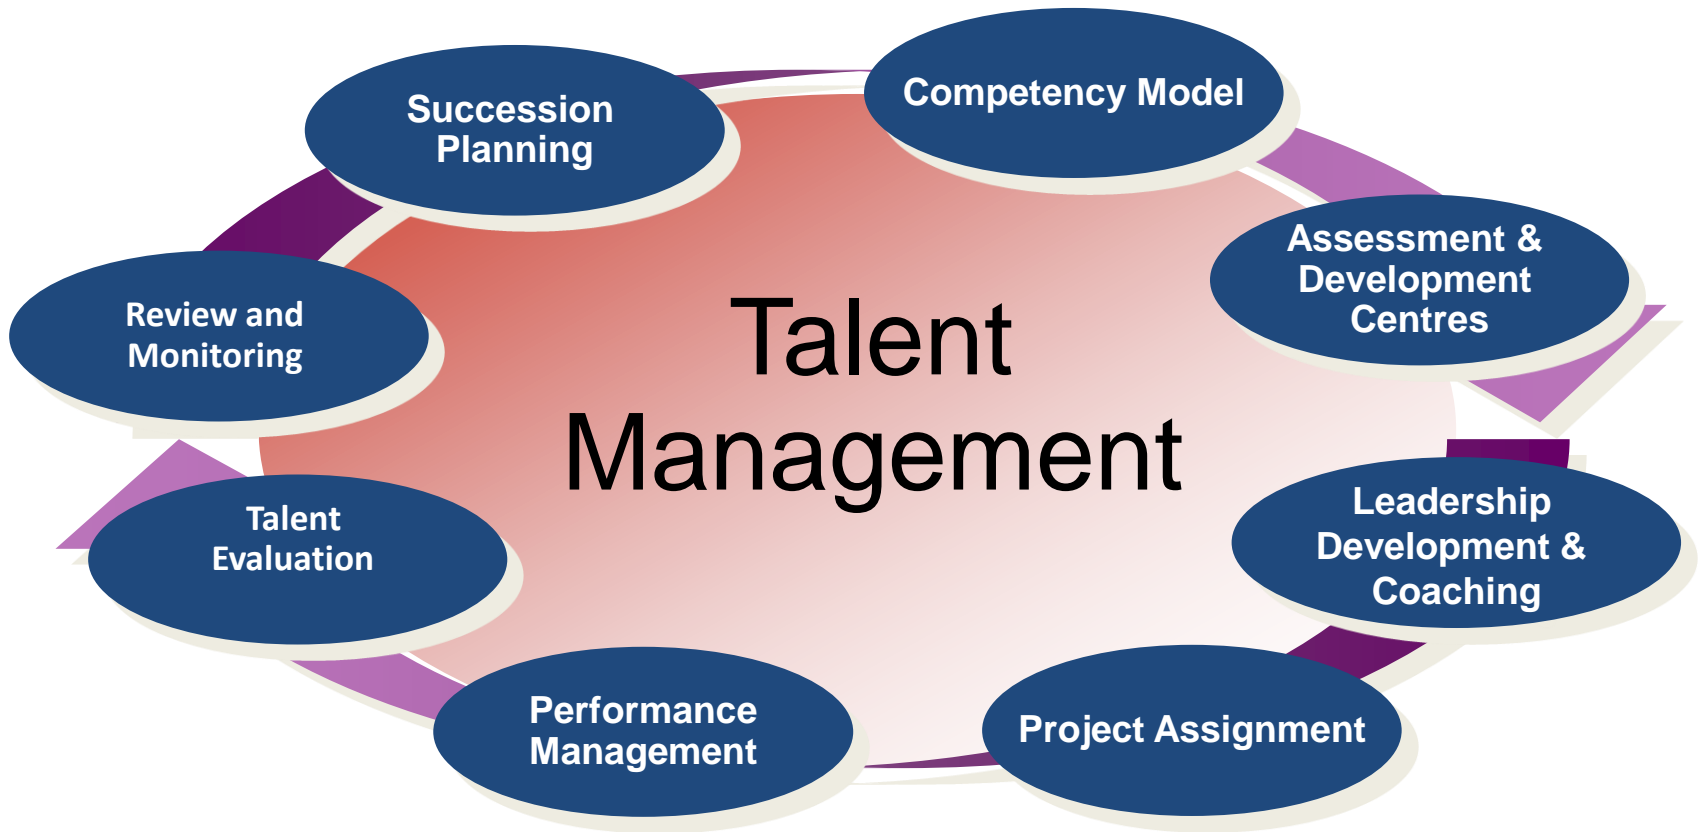 Competency Model
Succession
Planning
Assessment &
Development
Centres
Review and
Monitoring
Talent
Management
Leadership
Development &
Coaching
Talent
Evaluation
Performance
Management
Project Assignment